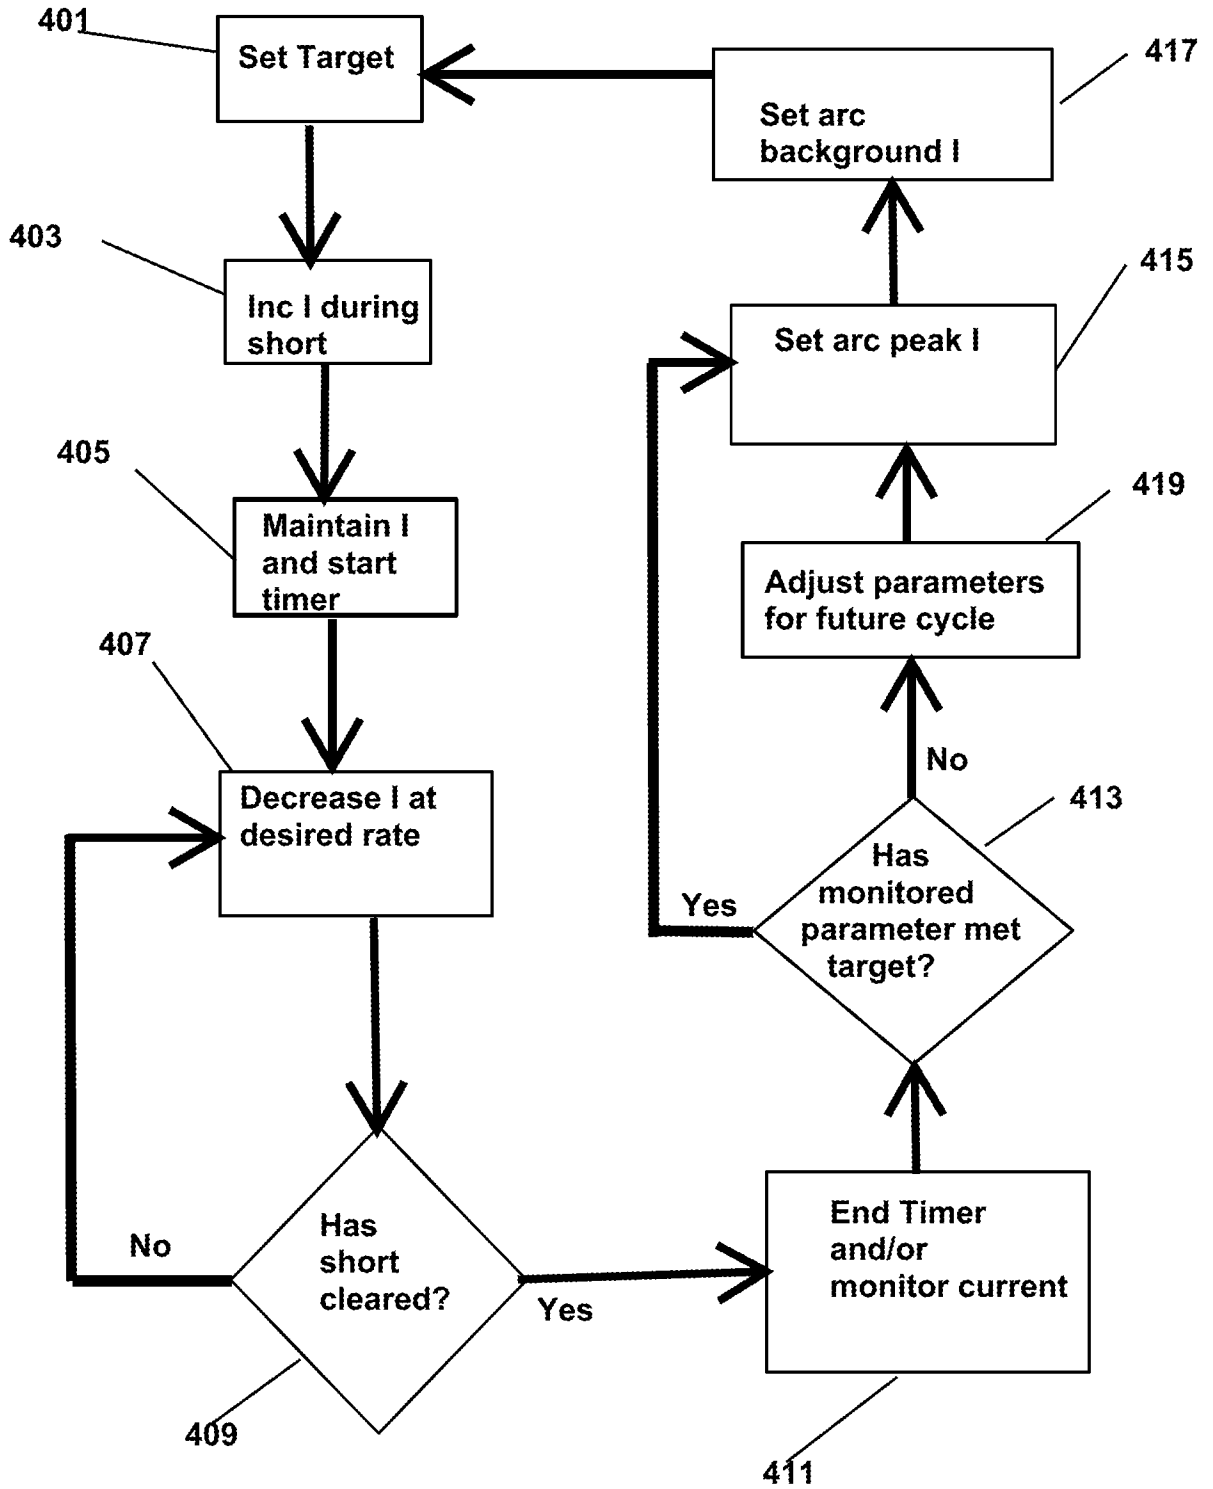 401
Set Target
417
Set arc
background I
403
Inc I during
short
415
Set arc peak I
405
Maintain I
and start
timer
419
Adjust parameters
for future cycle
407
Decrease I at
desired rate
No
413
Has
monitored
parameter met
target?
Yes
Has
short
cleared?
No
Yes
End Timer
and/or
monitor current
409
411